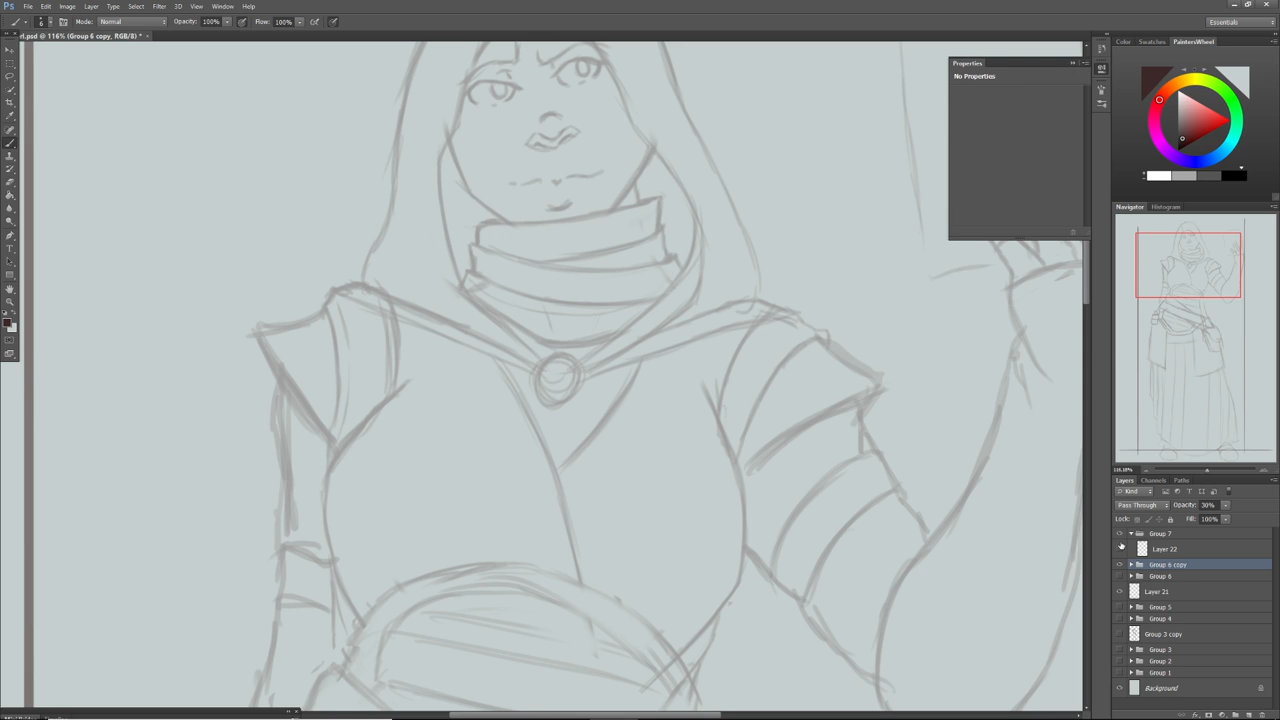 Ps File Edit Image Layer Type Select Filter 3D View Window Help
6 Mode: Normal Opacity: 100% Flow: 100% Essentials
rl.psd @ 116% (Group 6 copy, RGB/8) *
Color Swatches PaintersWheel
Properties
No Properties
Navigator Histogram
Layers Channels Paths
Kind
Pass Through Opacity: 30%
Lock: Fill: 100%
Group 7
Layer 22
Group 6 copy
Group 6
Layer 21
Group 5
Group 4
Group 3 copy
Group 3
Group 2
Group 1
Background